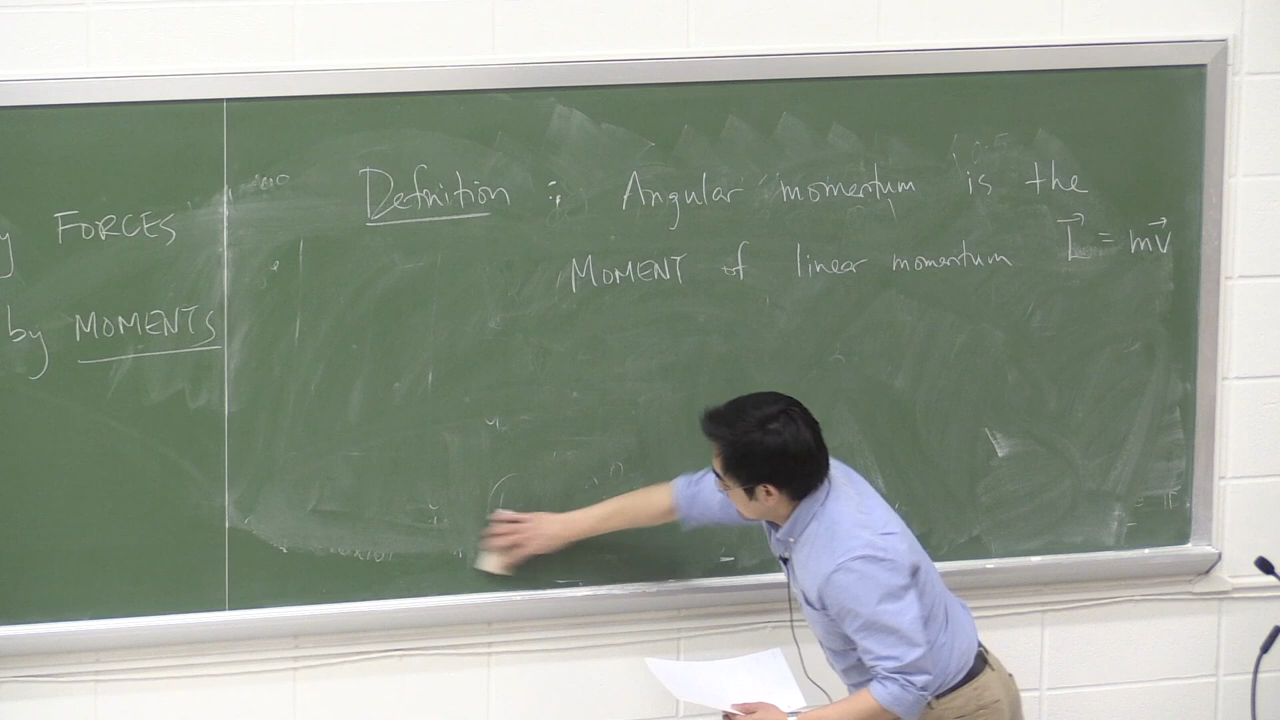 FORCES
by MOMENTS
Definition : Angular momentum is the
MOMENT of linear momentum L⃗ = mv⃗